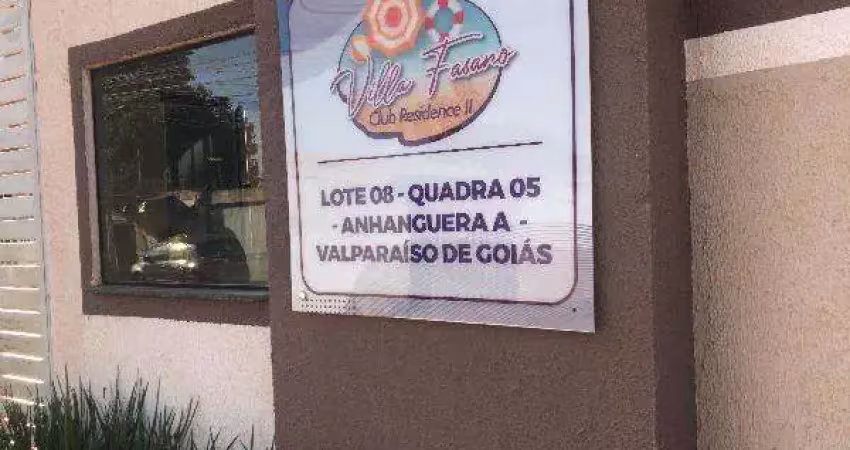 Villa Fasano
Club Residence II
LOTE 08 - QUADRA 05
- ANHANGUERA A -
VALPARAÍSO DE GOIÁS